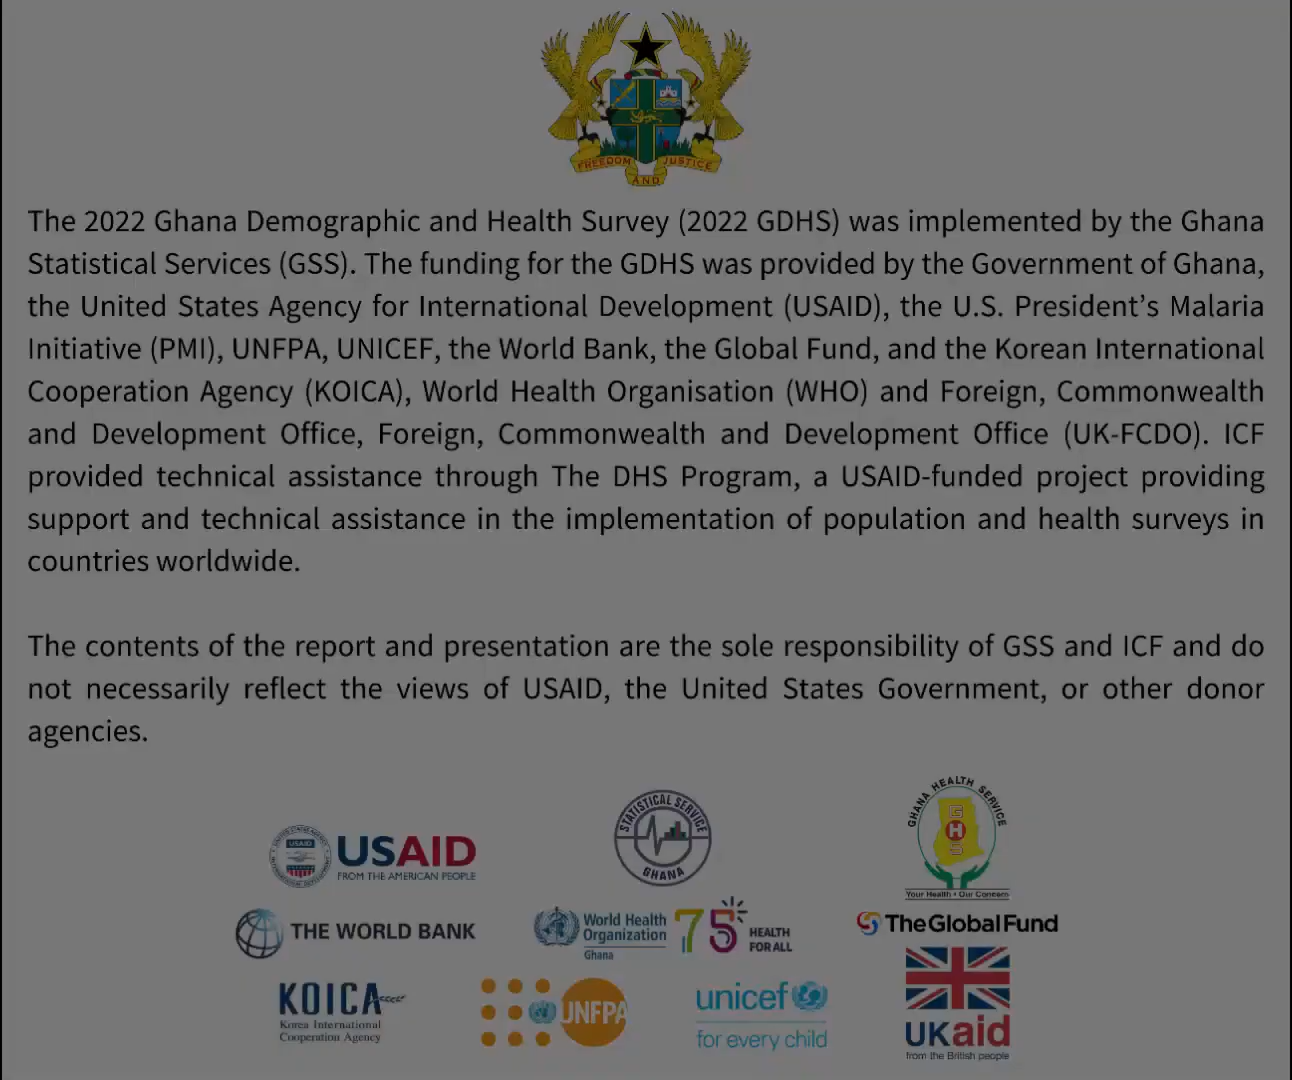 FREEDOM AND JUSTICE
The 2022 Ghana Demographic and Health Survey (2022 GDHS) was implemented by the Ghana
Statistical Services (GSS). The funding for the GDHS was provided by the Government of Ghana,
the United States Agency for International Development (USAID), the U.S. President’s Malaria
Initiative (PMI), UNFPA, UNICEF, the World Bank, the Global Fund, and the Korean International
Cooperation Agency (KOICA), World Health Organisation (WHO) and Foreign, Commonwealth
and Development Office, Foreign, Commonwealth and Development Office (UK-FCDO). ICF
provided technical assistance through The DHS Program, a USAID-funded project providing
support and technical assistance in the implementation of population and health surveys in
countries worldwide.
The contents of the report and presentation are the sole responsibility of GSS and ICF and do
not necessarily reflect the views of USAID, the United States Government, or other donor
agencies.
USAID
USAID
FROM THE AMERICAN PEOPLE
STATISTICAL SERVICE
GHANA
GHANA HEALTH SERVICE
GHS
Your Health • Our Concern
THE WORLD BANK
World Health
Organization
Ghana
75
HEALTH
FOR ALL
TheGlobalFund
KOICA
Korea International
Cooperation Agency
UNFPA
unicef
for every child
UKaid
from the British people